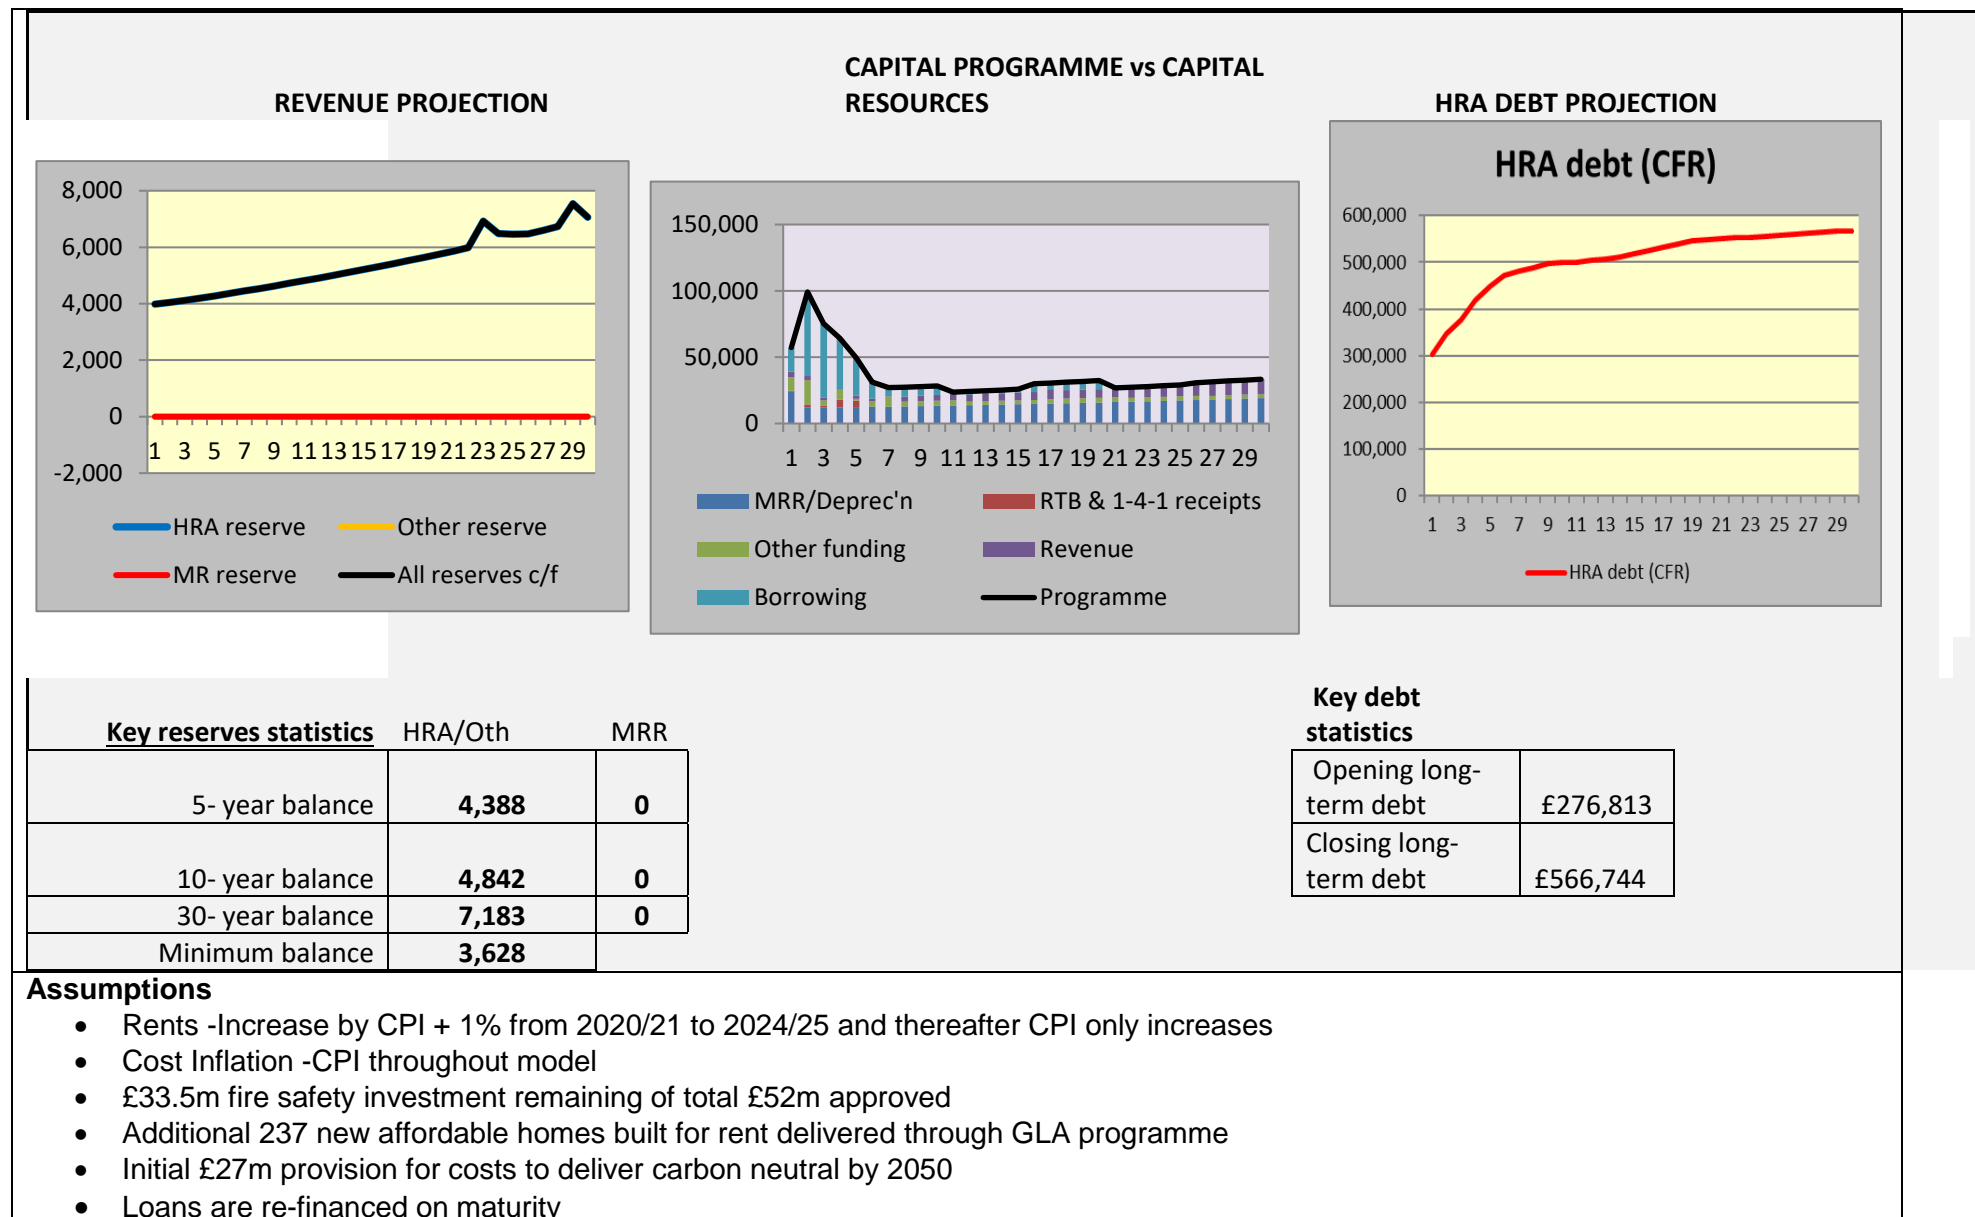 REVENUE PROJECTION
CAPITAL PROGRAMME vs CAPITAL
RESOURCES
HRA DEBT PROJECTION
8,000
6,000
4,000
2,000
0
-2,000
1 3 5 7 9 11 13 15 17 19 21 23 25 27 29
HRA reserve
Other reserve
MR reserve
All reserves c/f
150,000
100,000
50,000
0
1 3 5 7 9 11 13 15 17 19 21 23 25 27 29
MRR/Deprec'n
RTB & 1-4-1 receipts
Other funding
Revenue
Borrowing
Programme
HRA debt (CFR)
600,000
500,000
400,000
300,000
200,000
100,000
0
1 3 5 7 9 11 13 15 17 19 21 23 25 27 29
HRA debt (CFR)
Key reserves statistics HRA/Oth MRR
5- year balance 4,388 0
10- year balance 4,842 0
30- year balance 7,183 0
Minimum balance 3,628
Key debt
statistics
Opening long-
term debt £276,813
Closing long-
term debt £566,744
Assumptions
• Rents -Increase by CPI + 1% from 2020/21 to 2024/25 and thereafter CPI only increases
• Cost Inflation -CPI throughout model
• £33.5m fire safety investment remaining of total £52m approved
• Additional 237 new affordable homes built for rent delivered through GLA programme
• Initial £27m provision for costs to deliver carbon neutral by 2050
• Loans are re-financed on maturity